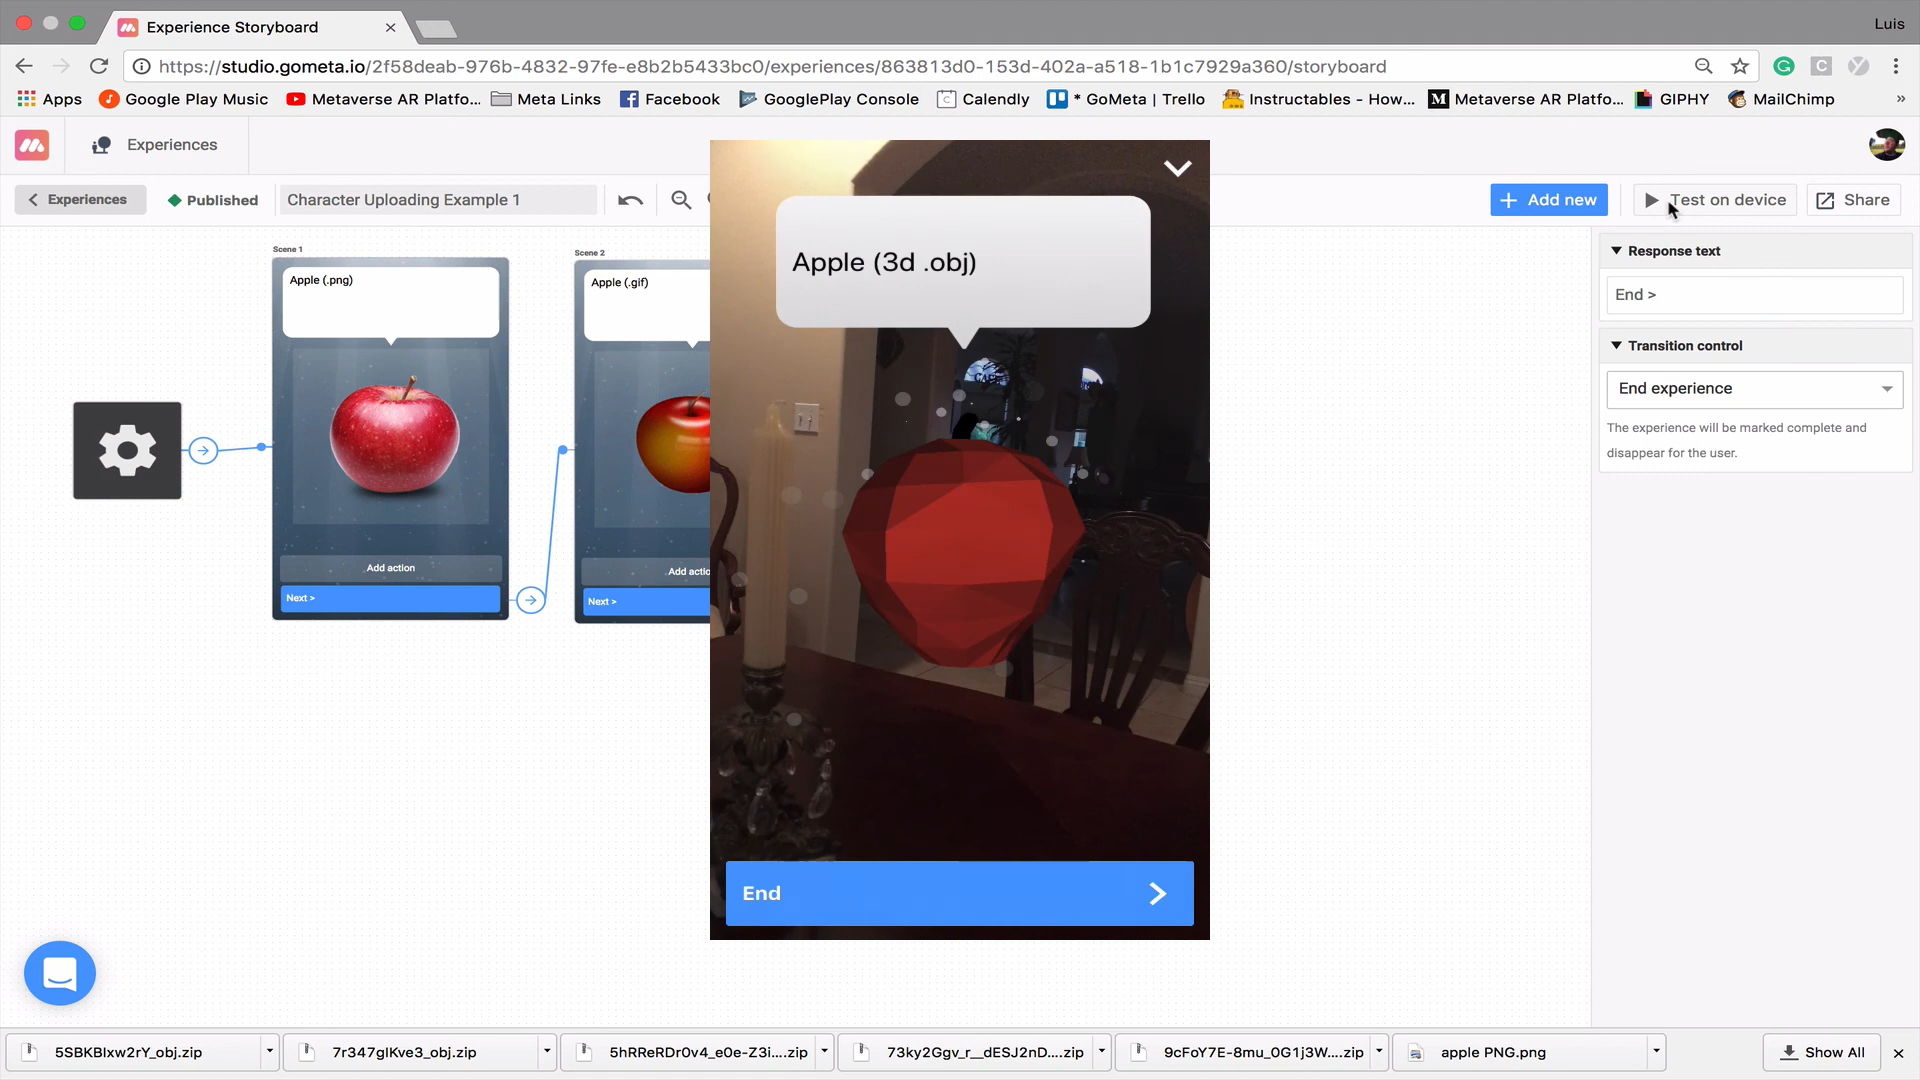 Experience Storyboard
Luis
https://studio.gometa.io/2f58deab-976b-4832-97fe-e8b2b5433bc0/experiences/863813d0-153d-402a-a518-1b1c7929a360/storyboard
Apps
Google Play Music
Metaverse AR Platfo...
Meta Links
Facebook
GooglePlay Console
Calendly
* GoMeta | Trello
Instructables - How...
Metaverse AR Platfo...
GIPHY
MailChimp
»
Experiences
Experiences
Published
Character Uploading Example 1
Add new
Test on device
Share
Scene 1
Apple (.png)
Add action
Next >
Scene 2
Apple (.gif)
Add actio
Next >
Apple (3d .obj)
End
Response text
End >
Transition control
End experience
The experience will be marked complete and
disappear for the user.
5SBKBIxw2rY_obj.zip
7r347gIKve3_obj.zip
5hRReRDr0v4_e0e-Z3i....zip
73ky2Ggv_r__dESJ2nD....zip
9cFoY7E-8mu_0G1j3W....zip
apple PNG.png
Show All